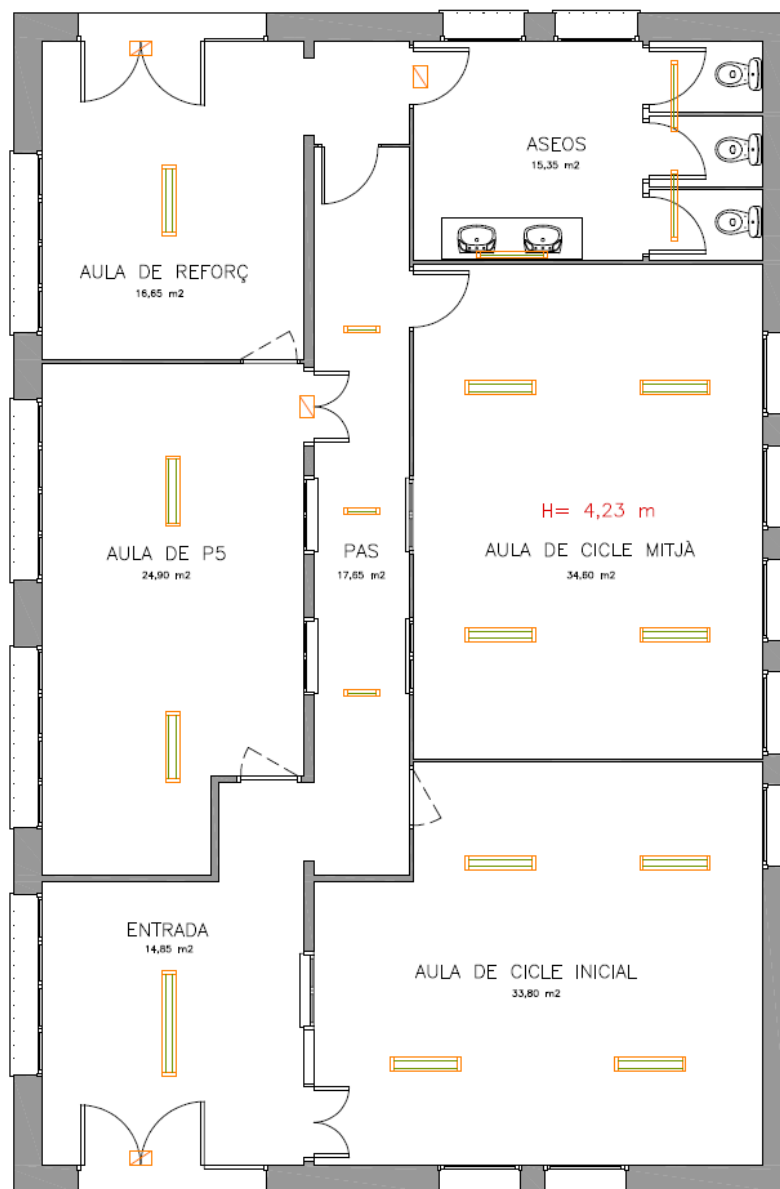 ASEOS
15,35 m2
AULA DE REFORÇ
16,65 m2
H= 4,23 m
AULA DE P5
24,90 m2
PAS
17,65 m2
AULA DE CICLE MITJÀ
34,60 m2
ENTRADA
14,85 m2
AULA DE CICLE INICIAL
33,80 m2